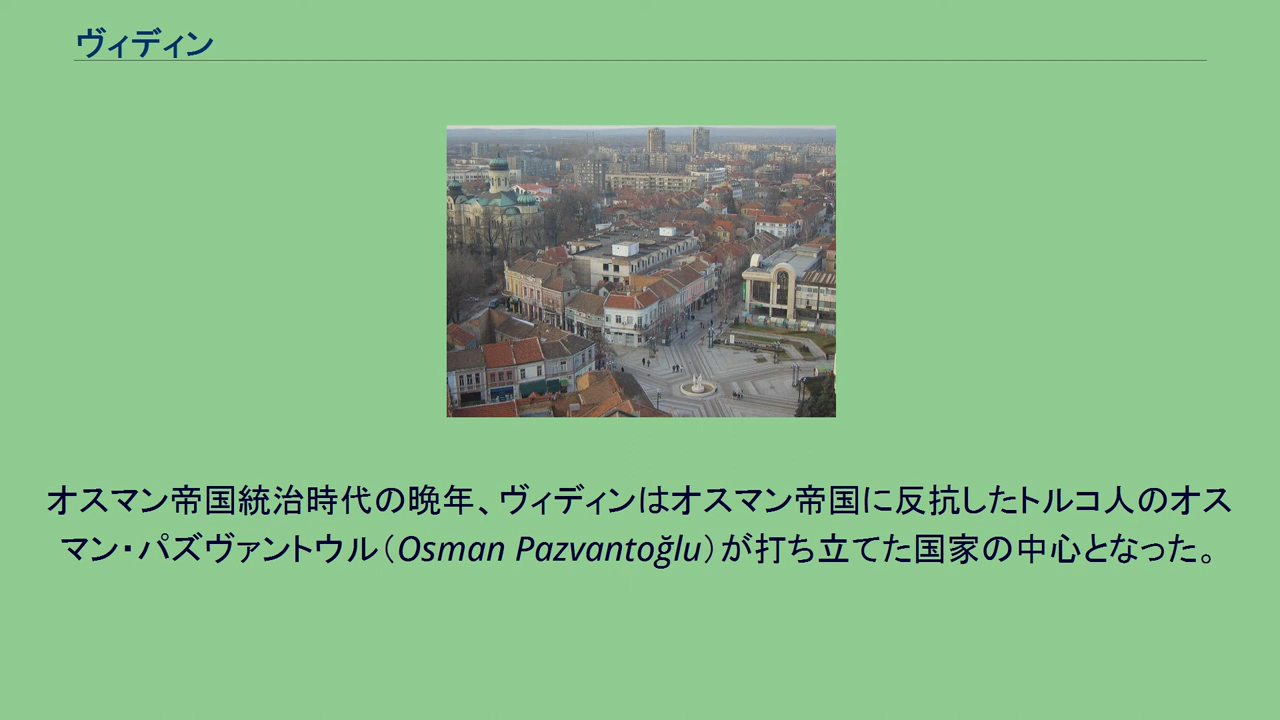 ヴィディン
オスマン帝国統治時代の晩年、ヴィディンはオスマン帝国に反抗したトルコ人のオス
マン・パズヴァントウル（Osman Pazvantoğlu）が打ち立てた国家の中心となった。